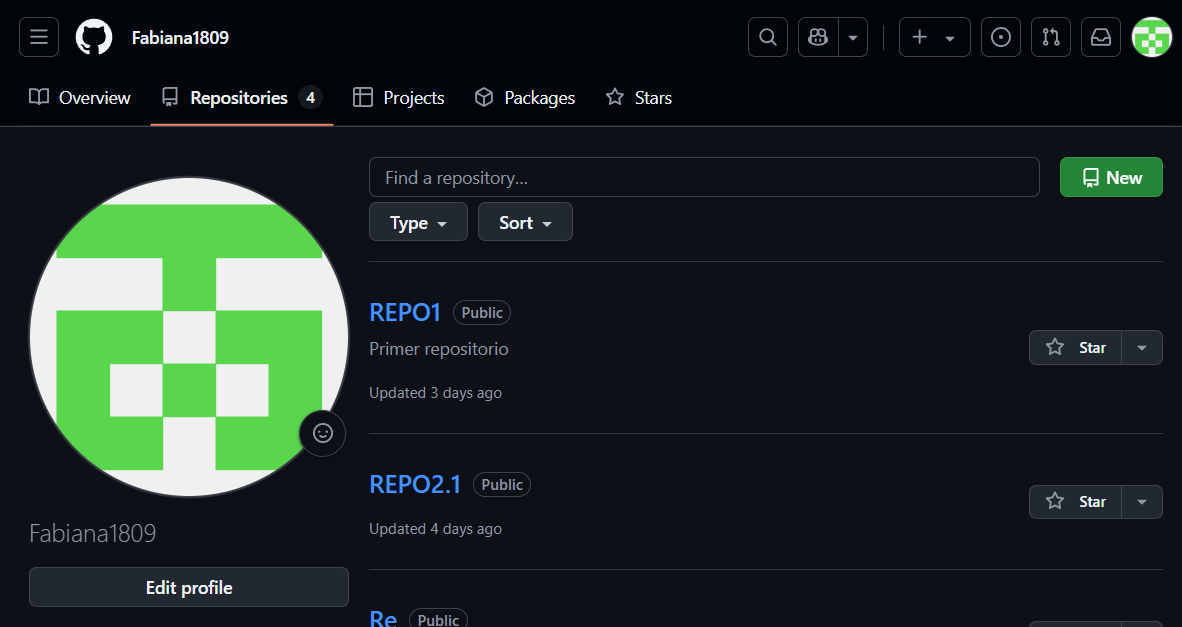 Fabiana1809
Overview
Repositories 4
Projects
Packages
Stars
Find a repository...
New
Type
Sort
REPO1 Public
Primer repositorio
Updated 3 days ago
Star
REPO2.1 Public
Updated 4 days ago
Star
Re Public
Fabiana1809
Edit profile